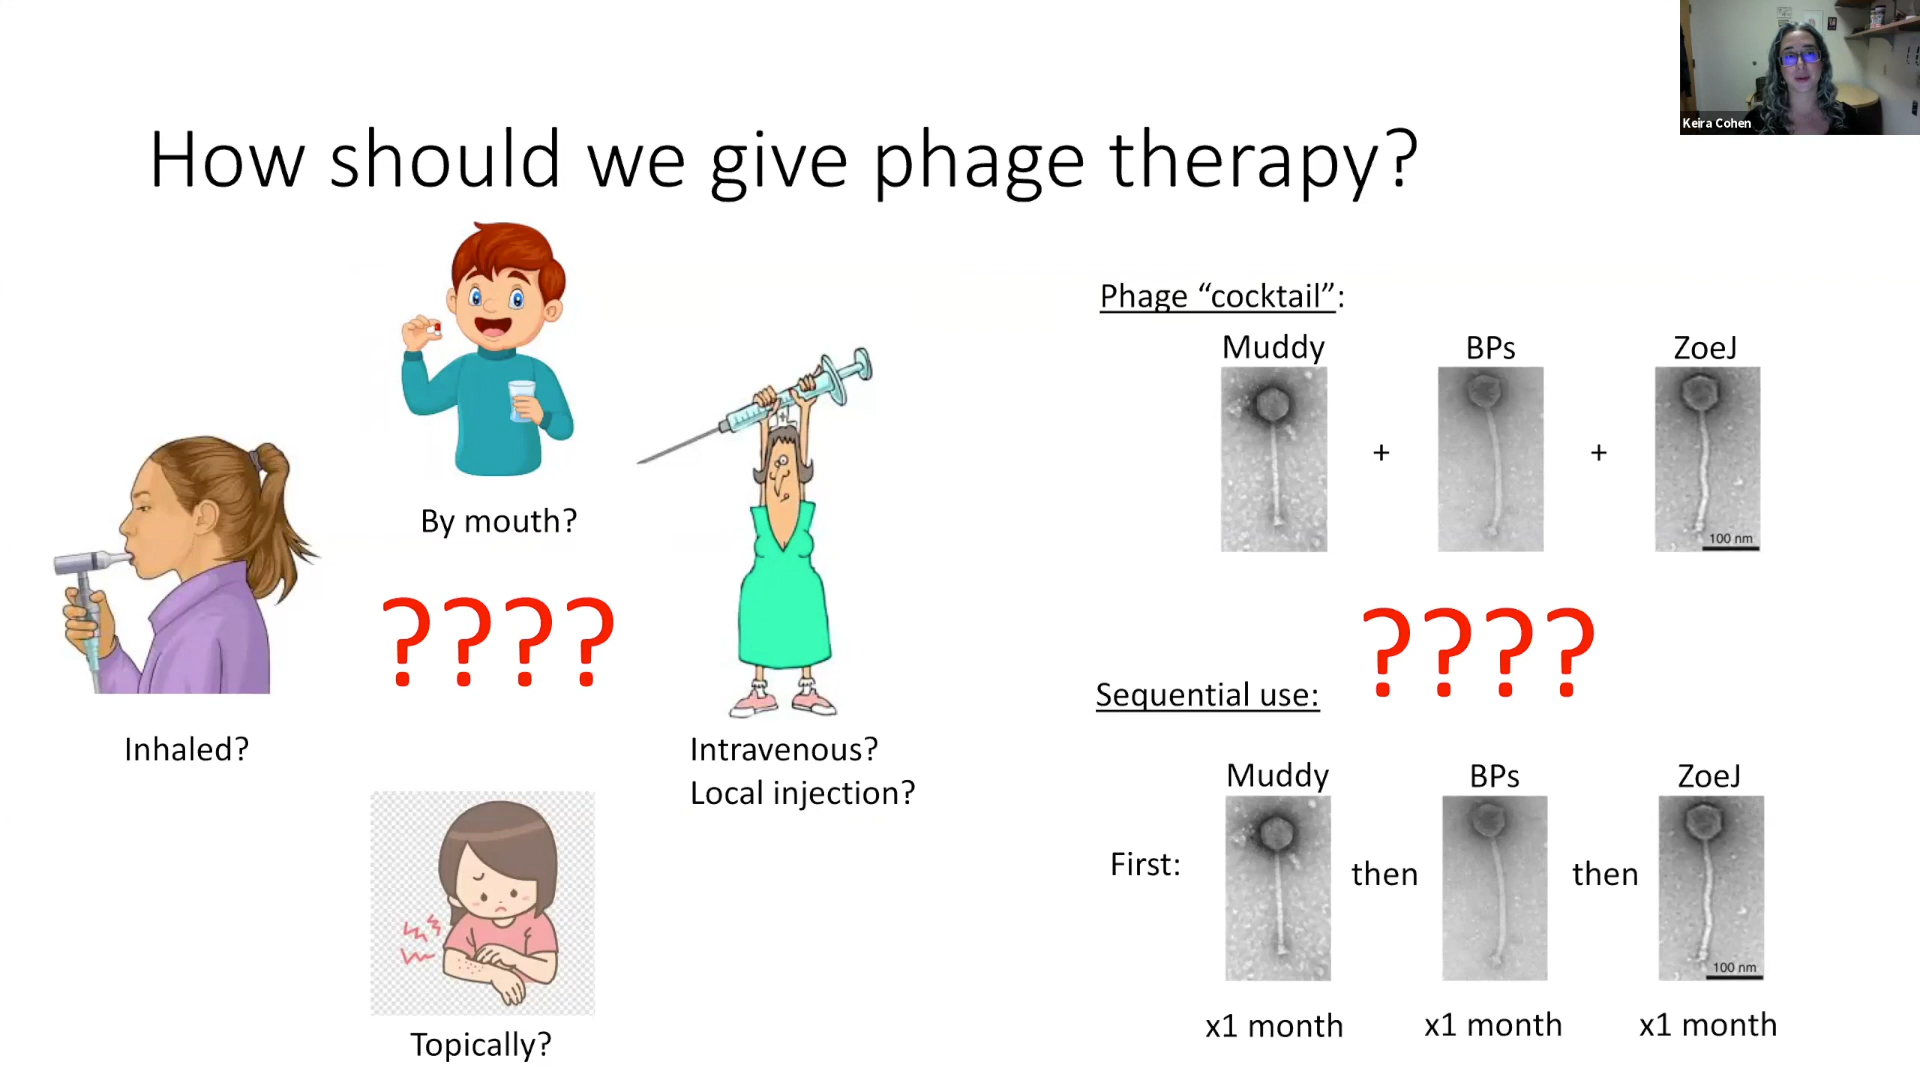 Keira Cohen
How should we give phage therapy?
By mouth?
????
Inhaled?
Intravenous?
Local injection?
Topically?
Phage “cocktail”:
Muddy
BPs
ZoeJ
+
+
100 nm
????
Sequential use:
Muddy
BPs
ZoeJ
First:
then
then
100 nm
x1 month
x1 month
x1 month